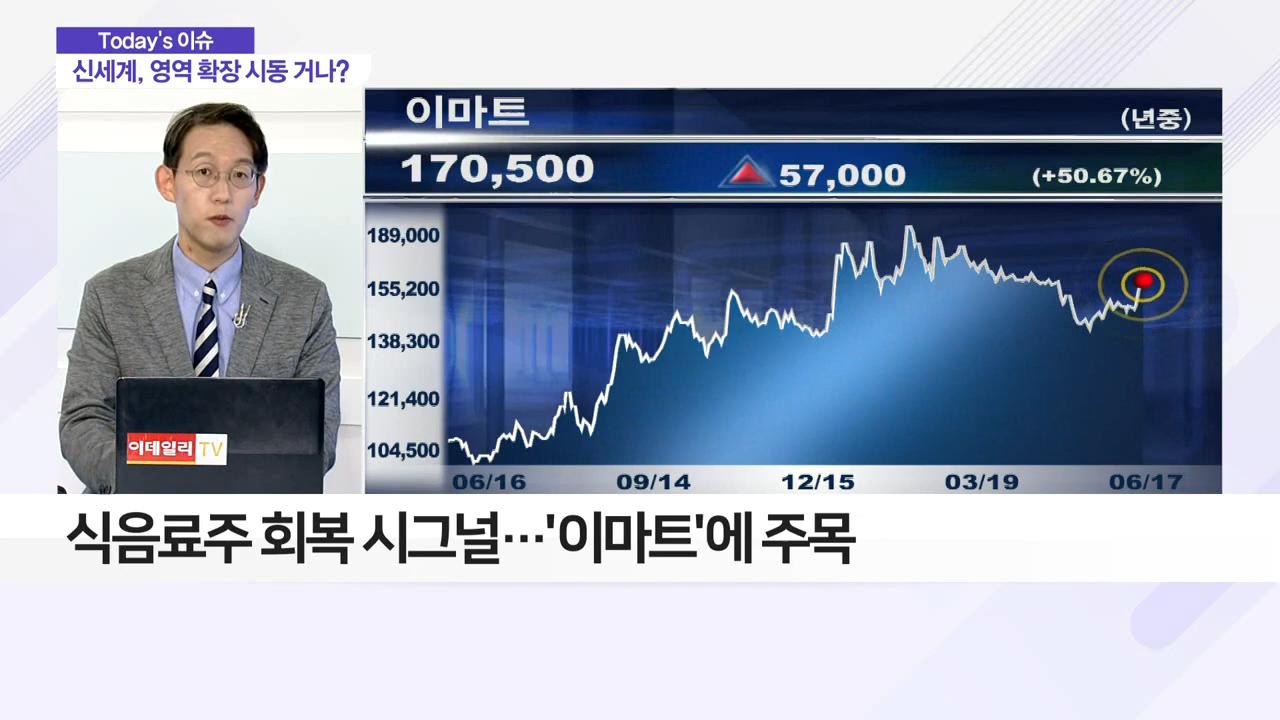 Today's 이슈
신세계, 영역 확장 시동 거나?
이마트
(년중)
170,500 57,000 (+50.67%)
189,000
155,200
138,300
121,400
104,500
06/16 09/14 12/15 03/19 06/17
이데일리 TV
식음료주 회복 시그널…'이마트'에 주목